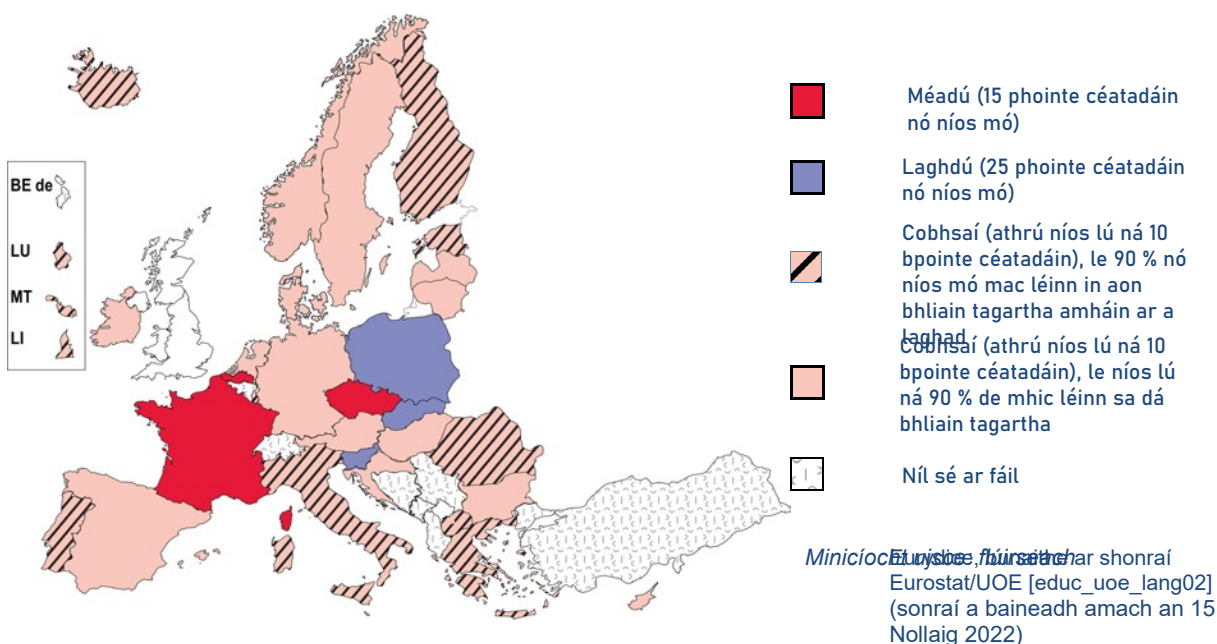 BE de
LU
MT
LI
Méadú (15 phointe céatadáin
nó níos mó)
Laghdú (25 phointe céatadáin
nó níos mó)
Cobhsaí (athrú níos lú ná 10
bpointe céatadáin), le 90 % nó
níos mó mac léinn in aon
bhliain tagartha amháin ar a
laghad
Cobhsaí (athrú níos lú ná 10
bpointe céatadáin), le níos lú
ná 90 % de mhic léinn sa dá
bhliain tagartha
Níl sé ar fáil
ar shonraí
Eurostat/UOE [educ_uoe_lang02]
(sonraí a baineadh amach an 15
Nollaig 2022)